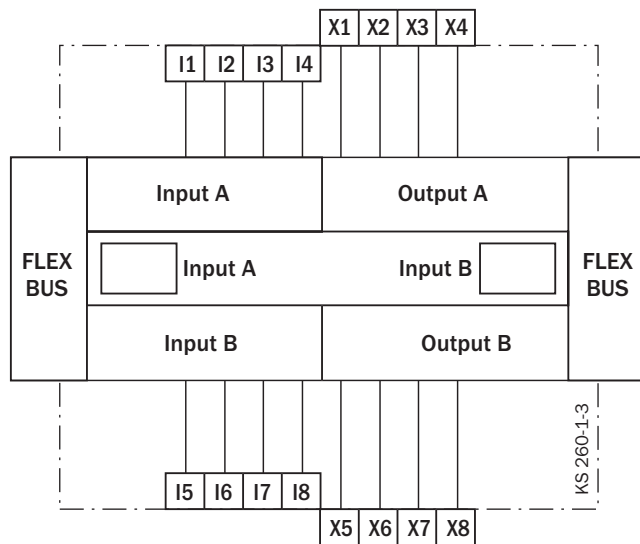 X1 X2 X3 X4
I1 I2 I3 I4
Input A Output A
FLEX
BUS
Input A Input B
FLEX
BUS
Input B Output B
KS 260-1-3
I5 I6 I7 I8
X5 X6 X7 X8